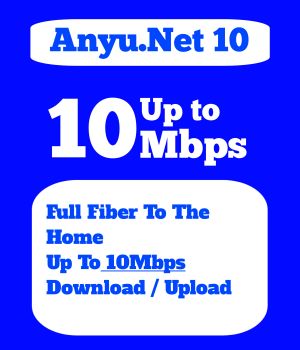 Anyu.Net 10
10 Up to
Mbps
Full Fiber To The
Home
Up To 10Mbps
Download / Upload